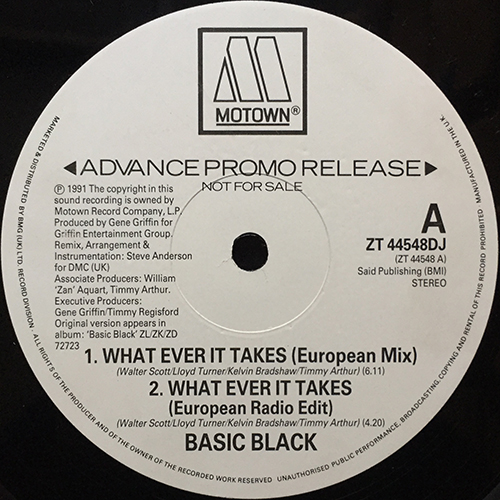 MOTOWN®
◄ADVANCE PROMO RELEASE►
NOT FOR SALE
℗ 1991 The copyright in this
sound recording is owned by
Motown Record Company, L.P.
Produced by Gene Griffin for
Griffin Entertainment Group.
Remix, Arrangement &
Instrumentation: Steve Anderson
for DMC (UK)
Associate Producers: William
'Zan' Aquart, Timmy Arthur.
Executive Producers:
Gene Griffin/Timmy Regisford
Original version appears in
album: 'Basic Black' ZL/ZK/ZD
72723
A
ZT 44548DJ
(ZT 44548 A)
Said Publishing (BMI)
STEREO
1. WHAT EVER IT TAKES (European Mix)
(Walter Scott/Lloyd Turner/Kelvin Bradshaw/Timmy Arthur) (6.11)
2. WHAT EVER IT TAKES
(European Radio Edit)
(Walter Scott/Lloyd Turner/Kelvin Bradshaw/Timmy Arthur) (4.20)
BASIC BLACK
MARKETED & DISTRIBUTED BY BMG (UK) LTD. RECORD DIVISION . ALL RIGHTS OF THE PRODUCER AND OF THE OWNER OF THE RECORDED WORK RESERVED UNAUTHORISED PUBLIC PERFORMANCE, BROADCASTING, COPYING AND RENTAL OF THIS RECORD PROHIBITED MANUFACTURED IN THE U.K.